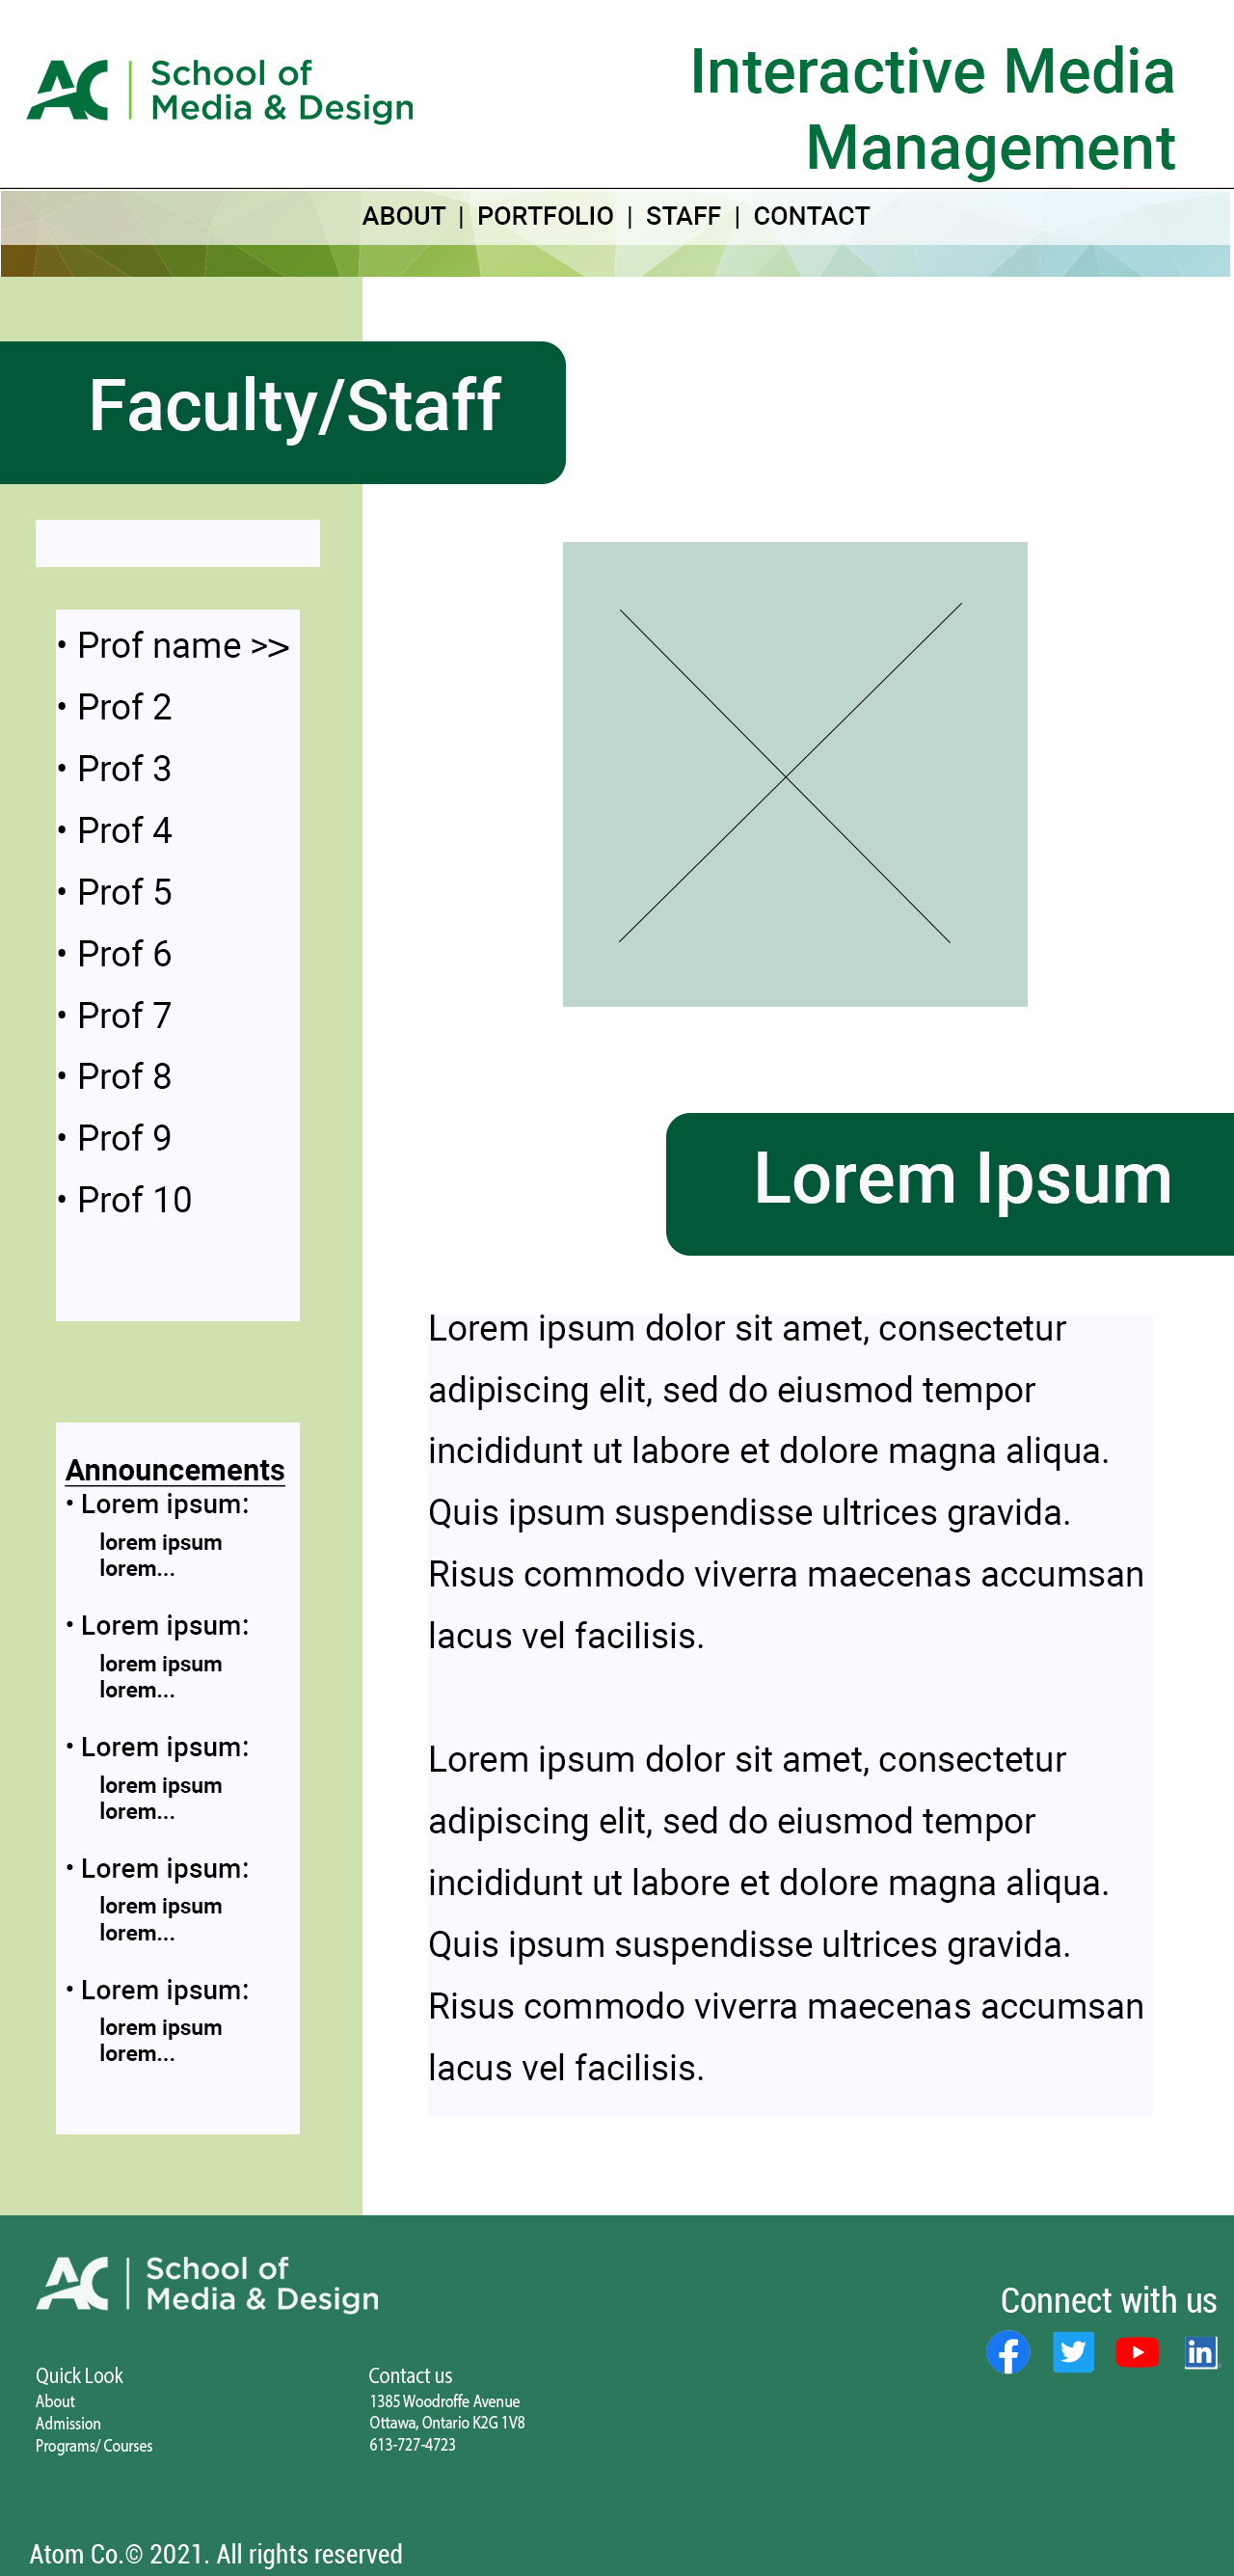 AC School of
Media & Design
Interactive Media
Management
ABOUT | PORTFOLIO | STAFF | CONTACT
Faculty/Staff
• Prof name >>
• Prof 2
• Prof 3
• Prof 4
• Prof 5
• Prof 6
• Prof 7
• Prof 8
• Prof 9
• Prof 10
Announcements
• Lorem ipsum:
lorem ipsum
lorem...
• Lorem ipsum:
lorem ipsum
lorem...
• Lorem ipsum:
lorem ipsum
lorem...
• Lorem ipsum:
lorem ipsum
lorem...
• Lorem ipsum:
lorem ipsum
lorem...
Lorem Ipsum
Lorem ipsum dolor sit amet, consectetur
adipiscing elit, sed do eiusmod tempor
incididunt ut labore et dolore magna aliqua.
Quis ipsum suspendisse ultrices gravida.
Risus commodo viverra maecenas accumsan
lacus vel facilisis.
Lorem ipsum dolor sit amet, consectetur
adipiscing elit, sed do eiusmod tempor
incididunt ut labore et dolore magna aliqua.
Quis ipsum suspendisse ultrices gravida.
Risus commodo viverra maecenas accumsan
lacus vel facilisis.
AC School of
Media & Design
Quick Look
About
Admission
Programs/ Courses
Contact us
1385 Woodroffe Avenue
Ottawa, Ontario K2G 1V8
613-727-4723
Connect with us
f in
Atom Co.© 2021. All rights reserved